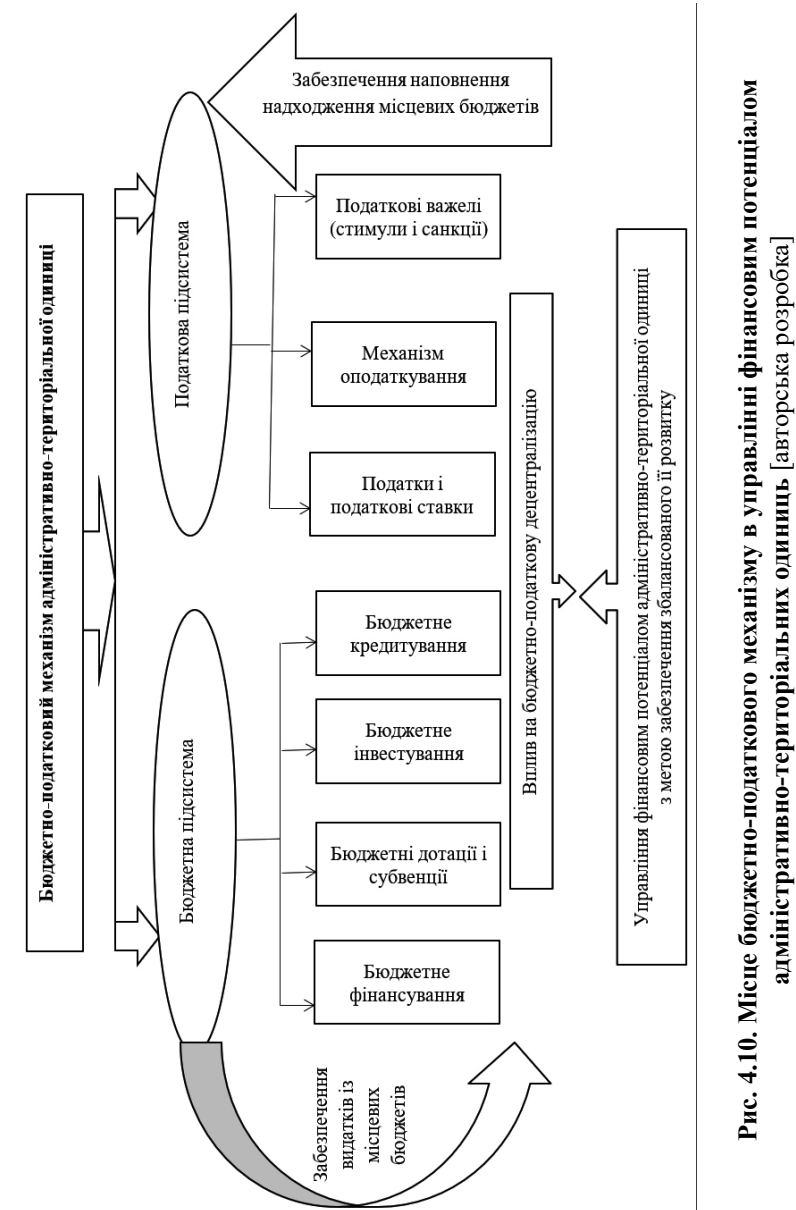 Бюджетно-податковий механізм адміністративно-територіальної одиниці
Бюджетна підсистема
Податкова підсистема
Забезпечення
видатків із
місцевих
бюджетів
Бюджетне
фінансування
Бюджетні дотації і
субвенції
Бюджетне
інвестування
Бюджетне
кредитування
Податки і
податкові ставки
Механізм
оподаткування
Податкові важелі
(стимули і санкції)
Забезпечення наповнення
надходження місцевих бюджетів
Вплив на бюджетно-податкову децентралізацію
Управління фінансовим потенціалом адміністративно-територіальної одиниці
з метою забезпечення збалансованого її розвитку
Рис. 4.10. Місце бюджетно-податкового механізму в управлінні фінансовим потенціалом
адміністративно-територіальних одиниць [авторська розробка]